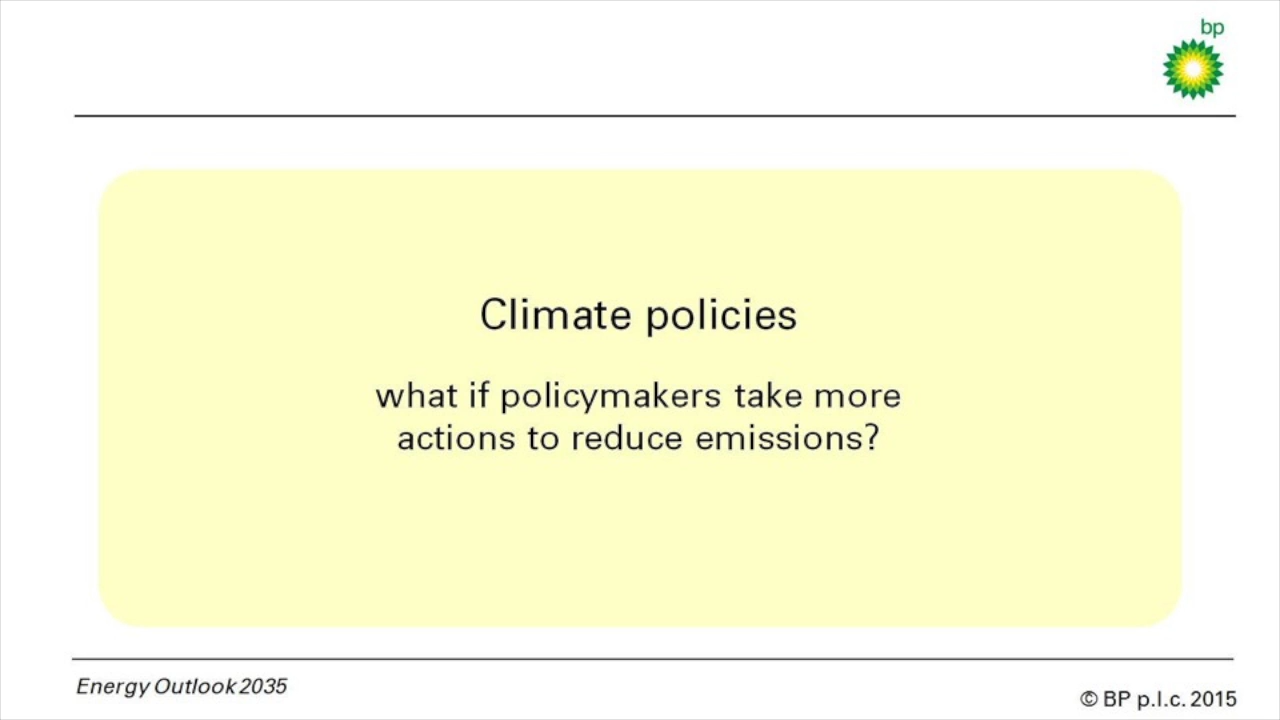 bp
Climate policies
what if policymakers take more
actions to reduce emissions?
Energy Outlook 2035
© BP p.l.c. 2015